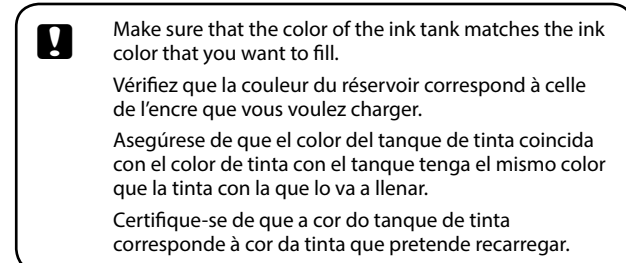 Make sure that the color of the ink tank matches the ink
color that you want to fill.
Vérifiez que la couleur du réservoir correspond à celle
de l'encre que vous voulez charger.
Asegúrese de que el color del tanque de tinta coincida
con el color de tinta con el tanque tenga el mismo color
que la tinta con la que lo va a llenar.
Certifique-se de que a cor do tanque de tinta
corresponde à cor da tinta que pretende recarregar.